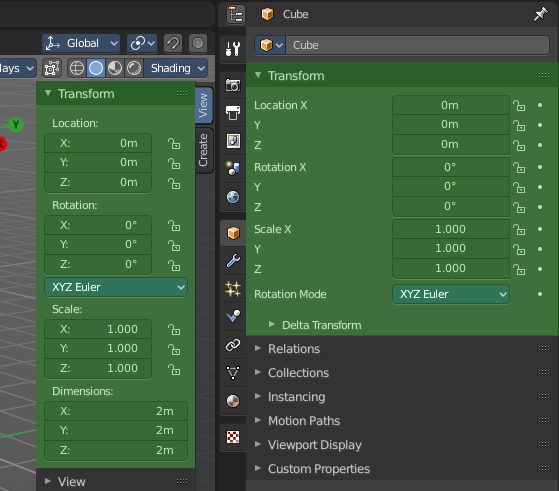 Cube
Global
Cube
lays
Shading
Transform
View
Create
Location:
X: 0m
Y: 0m
Z: 0m
Rotation:
X: 0°
Y: 0°
Z: 0°
XYZ Euler
Scale:
X: 1.000
Y: 1.000
Z: 1.000
Dimensions:
X: 2m
Y: 2m
Z: 2m
View
Y
X
Transform
Location X 0m
Y 0m
Z 0m
Rotation X 0°
Y 0°
Z 0°
Scale X 1.000
Y 1.000
Z 1.000
Rotation Mode XYZ Euler
Delta Transform
Relations
Collections
Instancing
Motion Paths
Viewport Display
Custom Properties